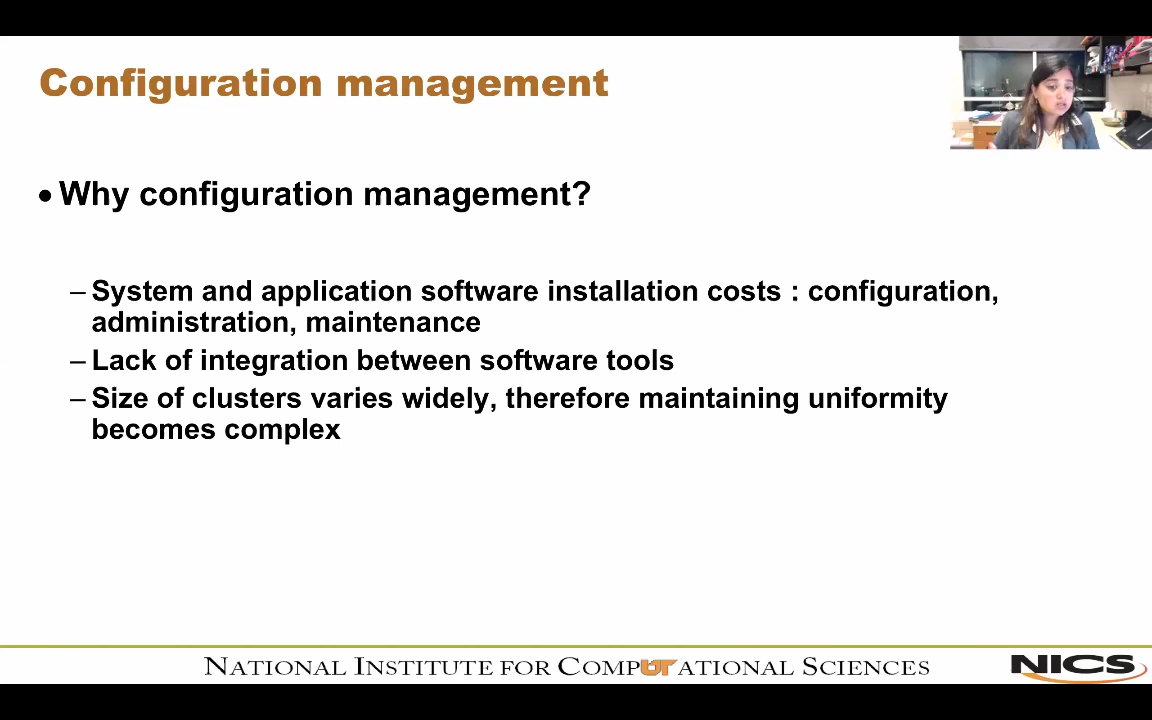 Configuration management
• Why configuration management?
– System and application software installation costs : configuration,
administration, maintenance
– Lack of integration between software tools
– Size of clusters varies widely, therefore maintaining uniformity
becomes complex
NATIONAL INSTITUTE FOR COMPUTATIONAL SCIENCES
NICS